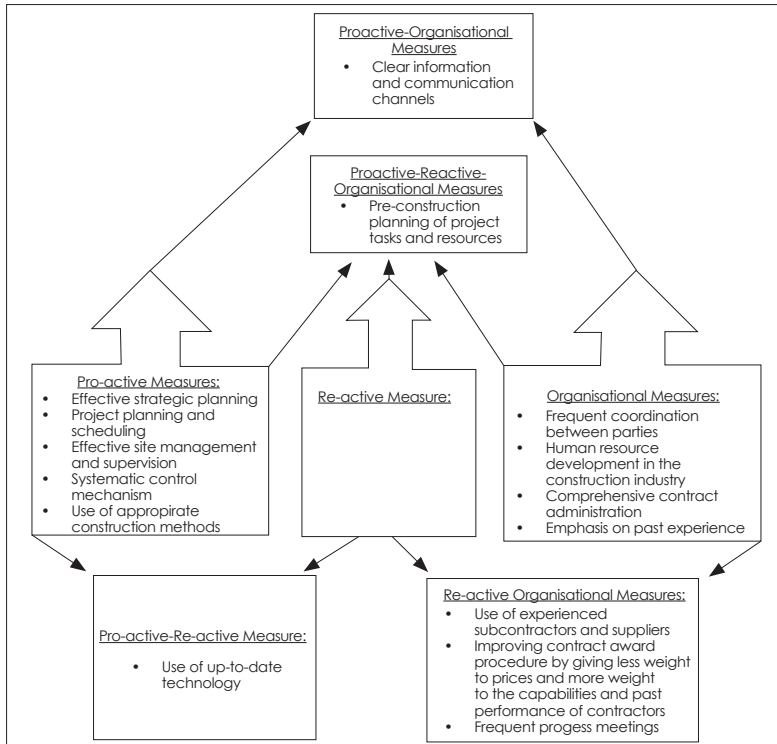 Proactive-Organisational
Measures
• Clear information
and communication
channels
Proactive-Reactive-
Organisational Measures
• Pre-construction
planning of project
tasks and resources
Pro-active Measures:
• Effective strategic planning
• Project planning and
scheduling
• Effective site management
and supervision
• Systematic control
mechanism
• Use of appropirate
construction methods
Re-active Measure:
Organisational Measures:
• Frequent coordination
between parties
• Human resource
development in the
construction industry
• Comprehensive contract
administration
• Emphasis on past experience
Pro-active-Re-active Measure:
• Use of up-to-date
technology
Re-active Organisational Measures:
• Use of experienced
subcontractors and suppliers
• Improving contract award
procedure by giving less weight
to prices and more weight
to the capabilities and past
performance of contractors
• Frequent progess meetings